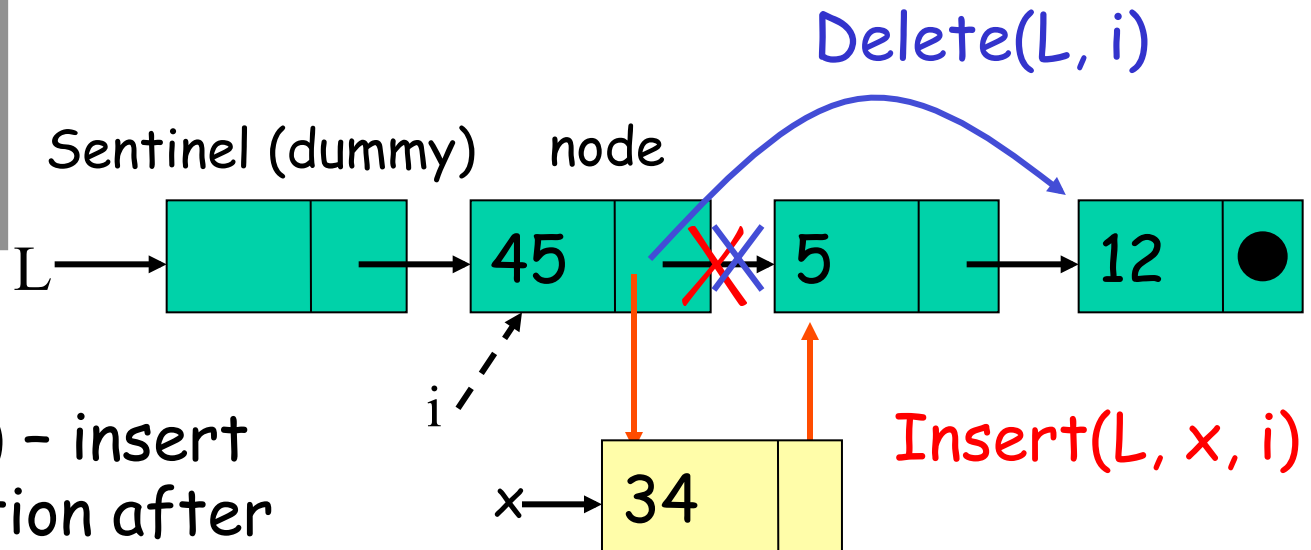 Delete(L, i)
Sentinel (dummy) node
L 45 5 12
i
) – insert
Insert(L, x, i)
tion after
x 34